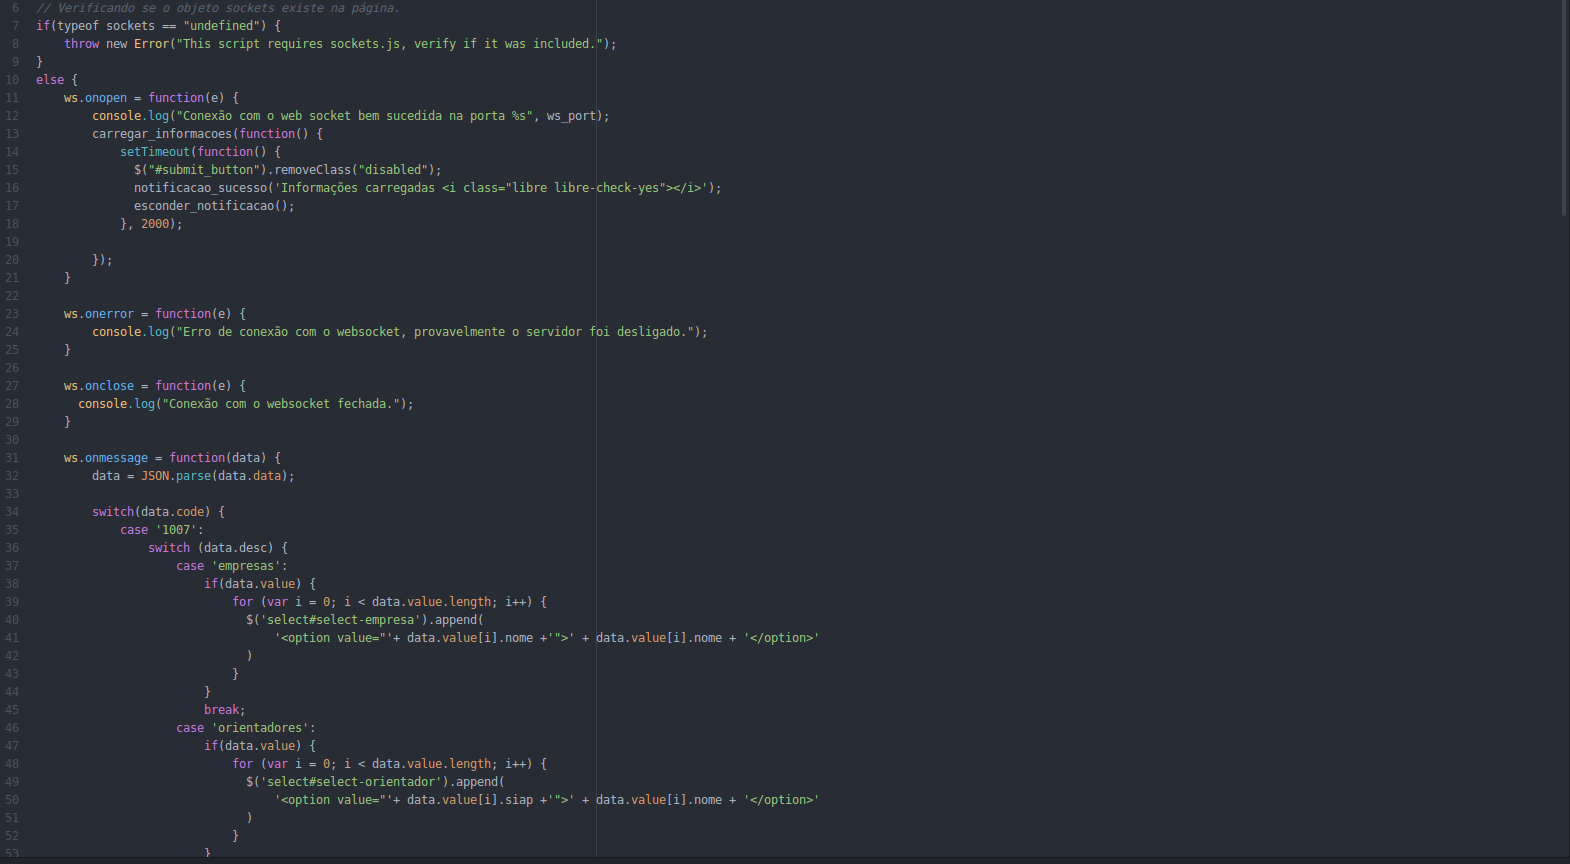 6 // Verificando se o objeto sockets existe na página.
7 if(typeof sockets == "undefined") {
8     throw new Error("This script requires sockets.js, verify if it was included.");
9 }
10 else {
11     ws.onopen = function(e) {
12         console.log("Conexão com o web socket bem sucedida na porta %s", ws_port);
13         carregar_informacoes(function() {
14             setTimeout(function() {
15               $("#submit_button").removeClass("disabled");
16               notificacao_sucesso('Informações carregadas <i class="libre libre-check-yes"></i>');
17               esconder_notificacao();
18             }, 2000);
19
20         });
21     }
22
23     ws.onerror = function(e) {
24         console.log("Erro de conexão com o websocket, provavelmente o servidor foi desligado.");
25     }
26
27     ws.onclose = function(e) {
28       console.log("Conexão com o websocket fechada.");
29     }
30
31     ws.onmessage = function(data) {
32         data = JSON.parse(data.data);
33
34         switch(data.code) {
35             case '1007':
36                 switch (data.desc) {
37                     case 'empresas':
38                         if(data.value) {
39                             for (var i = 0; i < data.value.length; i++) {
40                               $('select#select-empresa').append(
41                                   '<option value="'+ data.value[i].nome +'">' + data.value[i].nome + '</option>'
42                               )
43                             }
44                         }
45                         break;
46                     case 'orientadores':
47                         if(data.value) {
48                             for (var i = 0; i < data.value.length; i++) {
49                               $('select#select-orientador').append(
50                                   '<option value="'+ data.value[i].siap +'">' + data.value[i].nome + '</option>'
51                               )
52                             }
53                         }